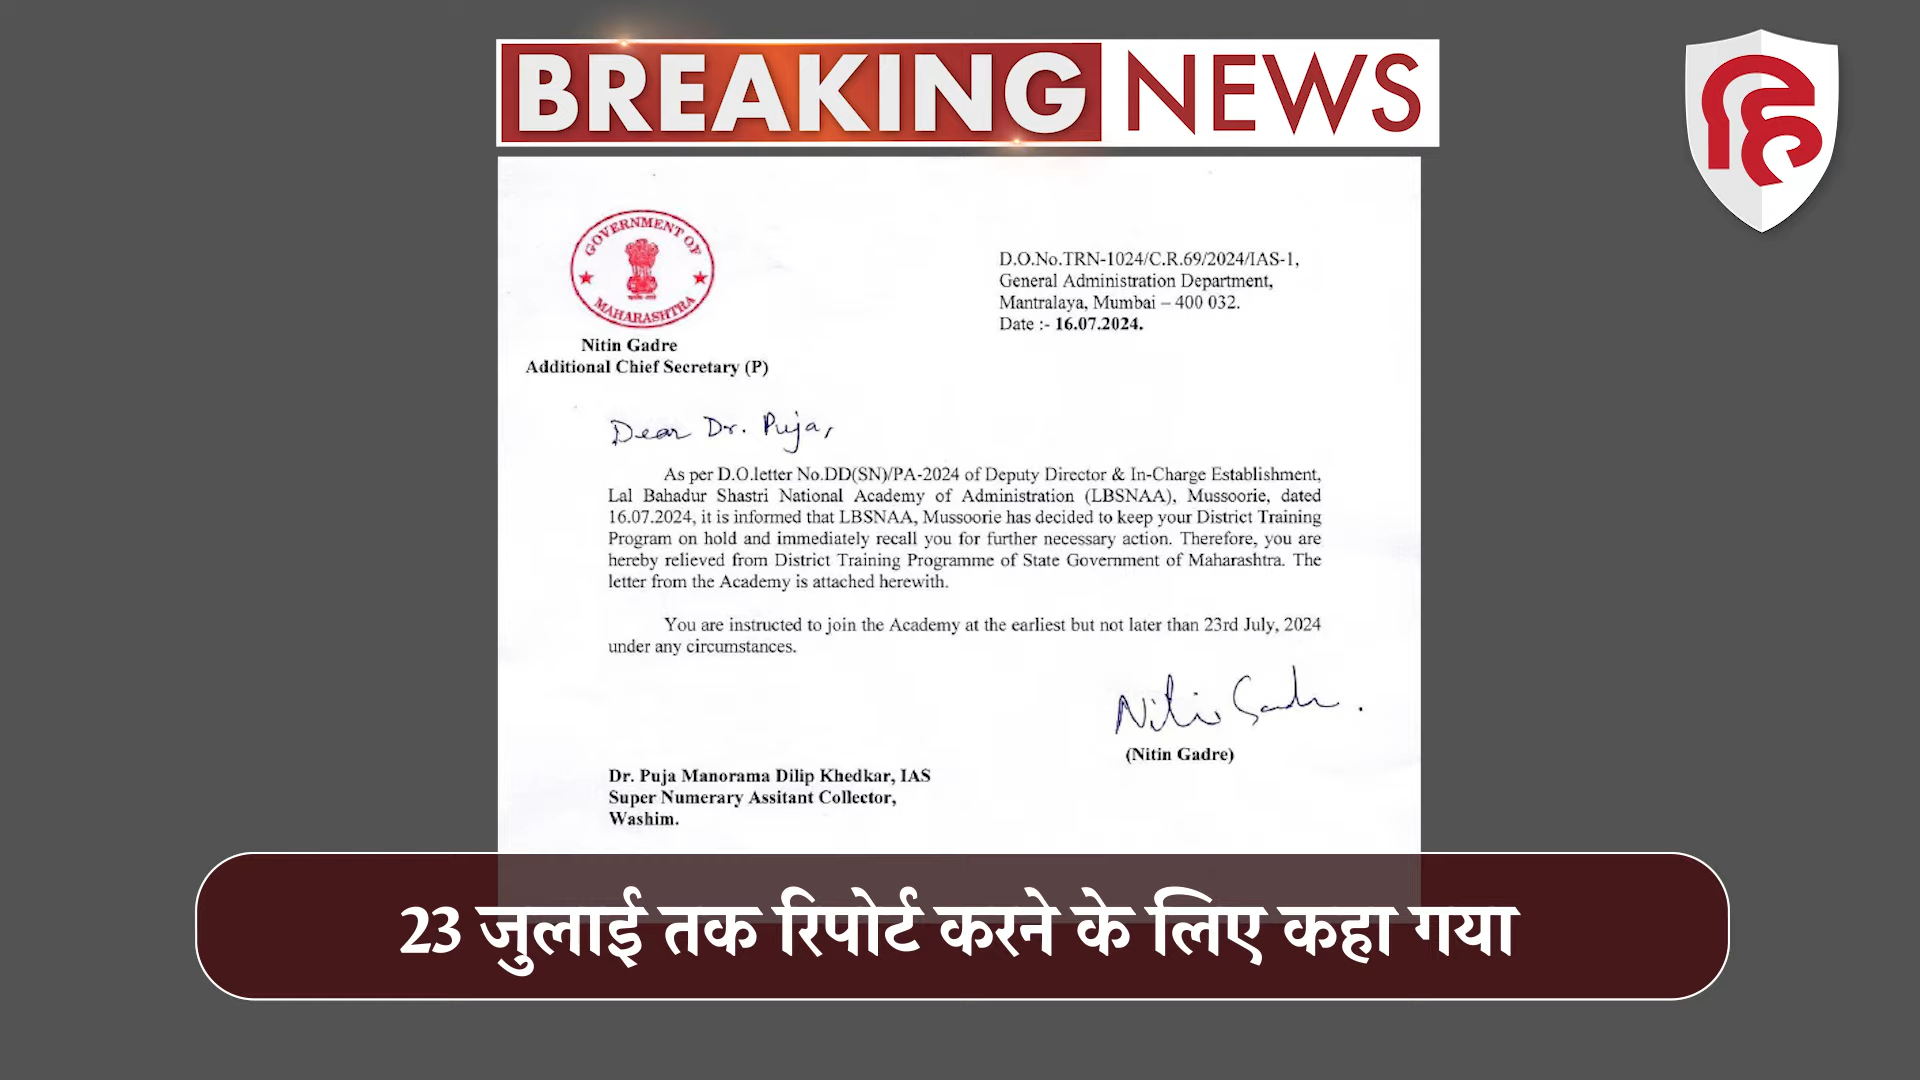 BREAKING NEWS
हि
GOVERNMENT OF
MAHARASHTRA
D.O.No.TRN-1024/C.R.69/2024/IAS-1,
General Administration Department,
Mantralaya, Mumbai – 400 032.
Date :- 16.07.2024.
Nitin Gadre
Additional Chief Secretary (P)
Dear Dr. Puja,
As per D.O.letter No.DD(SN)/PA-2024 of Deputy Director & In-Charge Establishment,
Lal Bahadur Shastri National Academy of Administration (LBSNAA), Mussoorie, dated
16.07.2024, it is informed that LBSNAA, Mussoorie has decided to keep your District Training
Program on hold and immediately recall you for further necessary action. Therefore, you are
hereby relieved from District Training Programme of State Government of Maharashtra. The
letter from the Academy is attached herewith.
You are instructed to join the Academy at the earliest but not later than 23rd July, 2024
under any circumstances.
Nitin Gadre.
(Nitin Gadre)
Dr. Puja Manorama Dilip Khedkar, IAS
Super Numerary Assitant Collector,
Washim.
23 जुलाई तक रिपोर्ट करने के लिए कहा गया